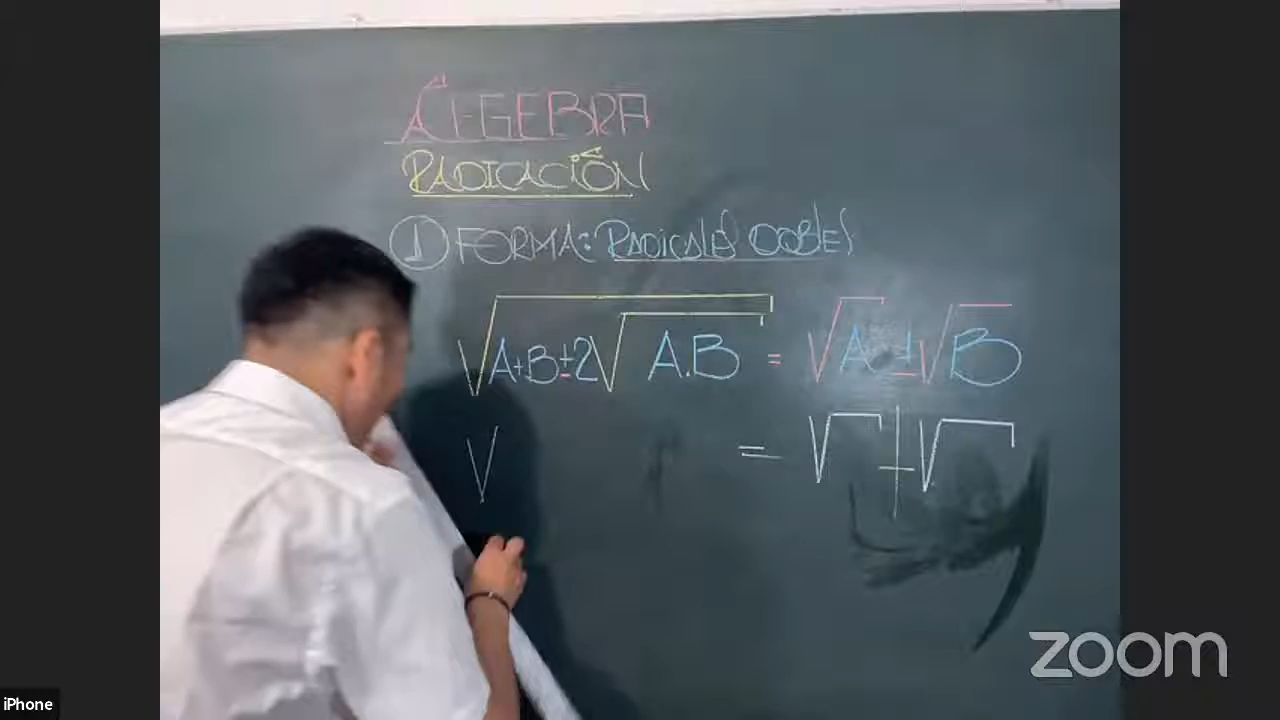 ÁLGEBRA
RADICACIÓN
① FORMA: RADICALES DOBLES
√(A+B±2√(A.B)) = √A ± √B
√ = √ + √
zoom
iPhone